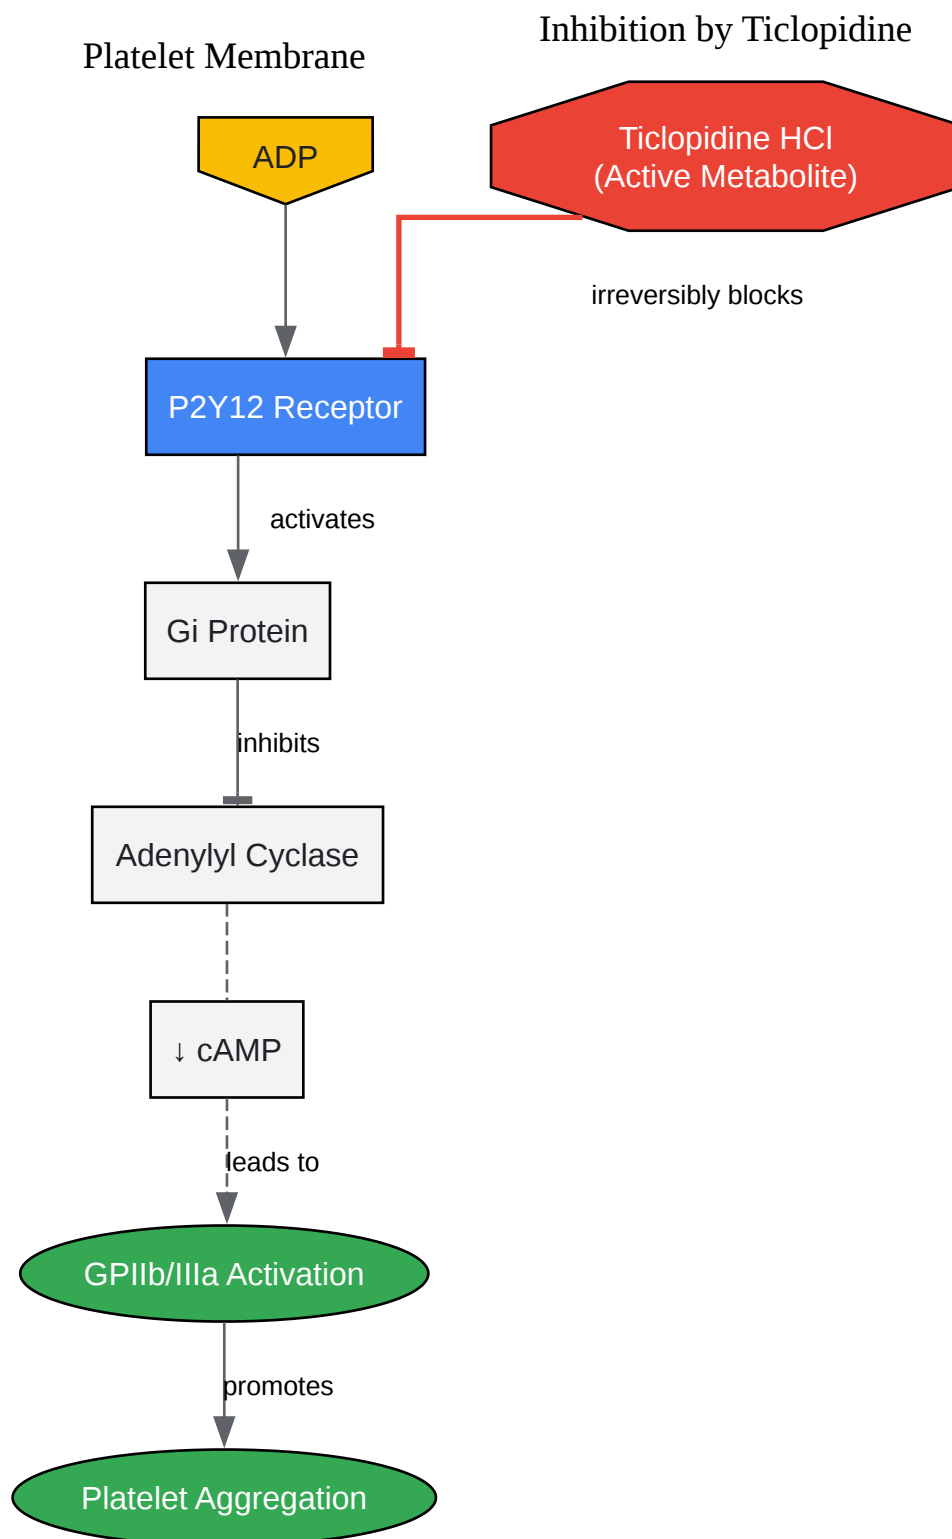 Platelet Membrane
Inhibition by Ticlopidine
ADP
Ticlopidine HCl
(Active Metabolite)
irreversibly blocks
P2Y12 Receptor
activates
Gi Protein
inhibits
Adenylyl Cyclase
↓ cAMP
leads to
GPIIb/IIIa Activation
promotes
Platelet Aggregation